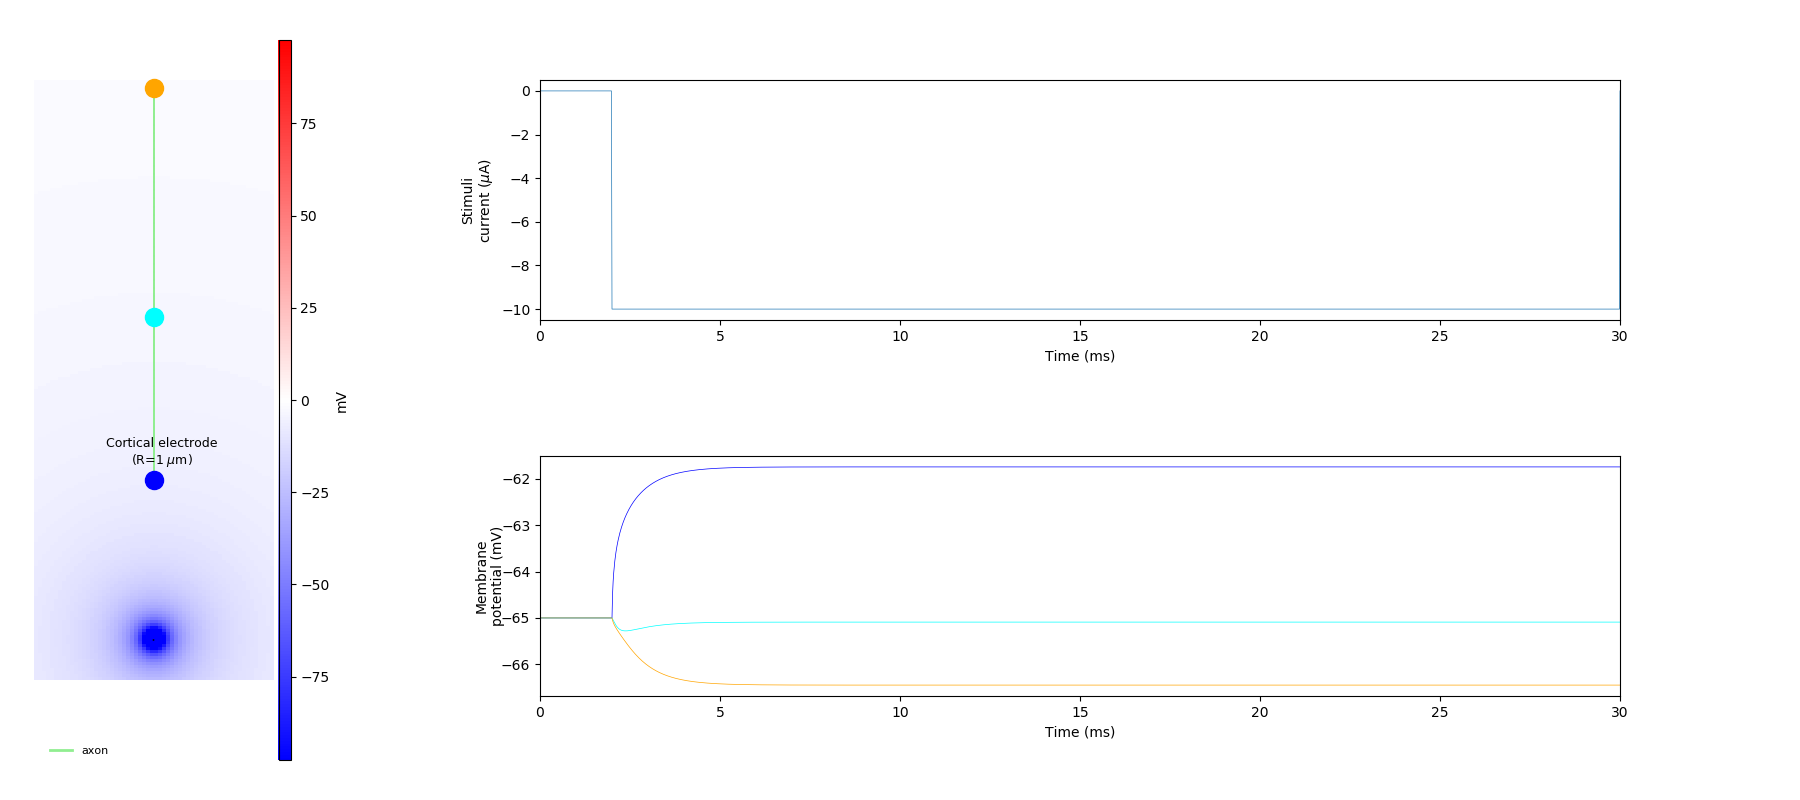 Cortical electrode
(R=1 μm)
axon
75
50
25
0
−25
−50
−75
mV
Stimuli
current (μA)
0
−2
−4
−6
−8
−10
0 5 10 15 20 25 30
Time (ms)
Membrane
potential (mV)
−62
−63
−64
−65
−66
0 5 10 15 20 25 30
Time (ms)